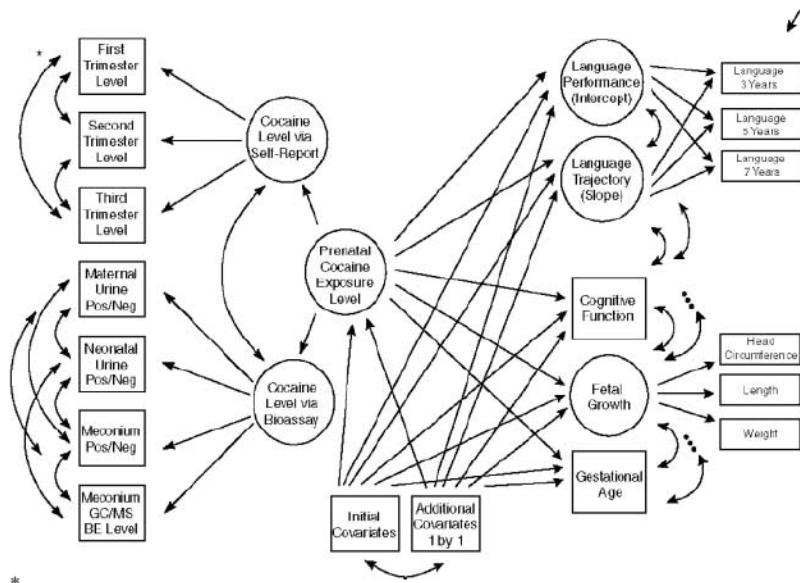 *
First
Trimester
Level
Second
Trimester
Level
Third
Trimester
Level
Maternal
Urine
Pos/Neg
Neonatal
Urine
Pos/Neg
Meconium
Pos/Neg
Meconium
GC/MS
BE Level
Cocaine
Level via
Self-Report
Prenatal
Cocaine
Exposure
Level
Cocaine
Level via
Bioassay
Initial
Covariates
Additional
Covariates
1 by 1
Language
Performance
(Intercept)
Language
Trajectory
(Slope)
Cognitive
Function
Fetal
Growth
Gestational
Age
Language
3 Years
Language
5 Years
Language
7 Years
Head
Circumference
Length
Weight
*